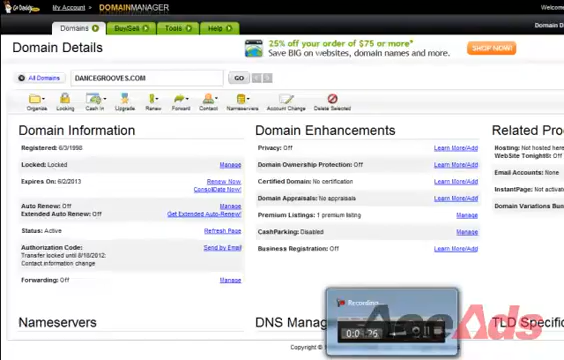 Go Daddy My Account > DOMAINMANAGER Welcome
Domains Buy/Sell Tools Help
Domain D
Domain Details
25% off your order of $75 or more*
Save BIG on websites, domain names and more.
SHOP NOW!
All Domains DANCEGROOVES.COM GO
Organize Locking Cash In Upgrade Renew Forward Contact Nameservers Account Change Delete Selected
Domain Information
Registered: 6/3/1998
Locked: Locked Manage
Expires On: 6/2/2013 Renew Now
ConsoliDate Now!
Auto Renew: Off Manage
Extended Auto Renew: Off Get Extended Auto-Renew!
Status: Active Refresh Page
Authorization Code: Send by Email
Transfer locked until 8/18/2012:
Contact information change
Forwarding: Off Manage
Domain Enhancements
Privacy: Off Learn More/Add
Domain Ownership Protection: Off Learn More/Add
Certified Domain: No certification Learn More/Add
Domain Appraisals: No appraisals Learn More/Add
Premium Listings: 1 premium listing Manage
CashParking: Disabled Manage
Business Registration: Off Learn More/Add
Related Pro
Hosting: Not hosted here
WebSite Tonight®: Off
Email Accounts: None
InstantPage: Not activat
Domain Variations Bun
Nameservers
DNS Manag
TLD Specific
Recording...
AceAds
Copyright © 1